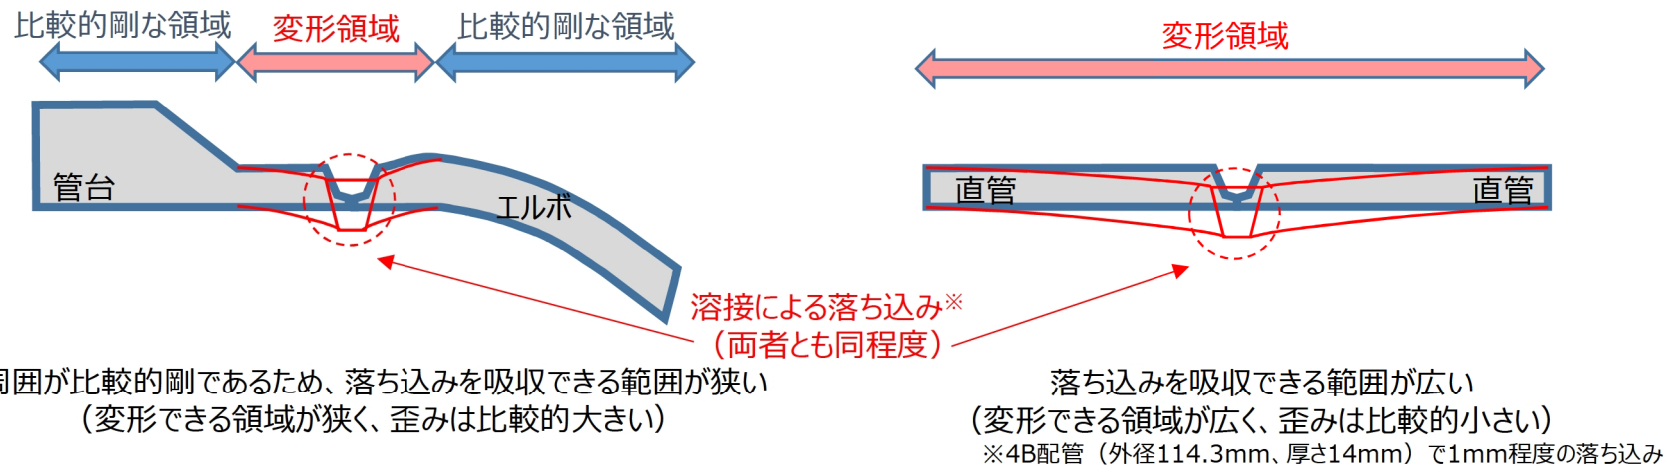 比較的剛な領域 変形領域 比較的剛な領域
変形領域
管台
エルボ
直管 直管
溶接による落ち込み※
（両者とも同程度）
周囲が比較的剛であるため、落ち込みを吸収できる範囲が狭い
（変形できる領域が狭く、歪みは比較的大きい）
落ち込みを吸収できる範囲が広い
（変形できる領域が広く、歪みは比較的小さい）
※4B配管（外径114.3mm、厚さ14mm）で1mm程度の落ち込み